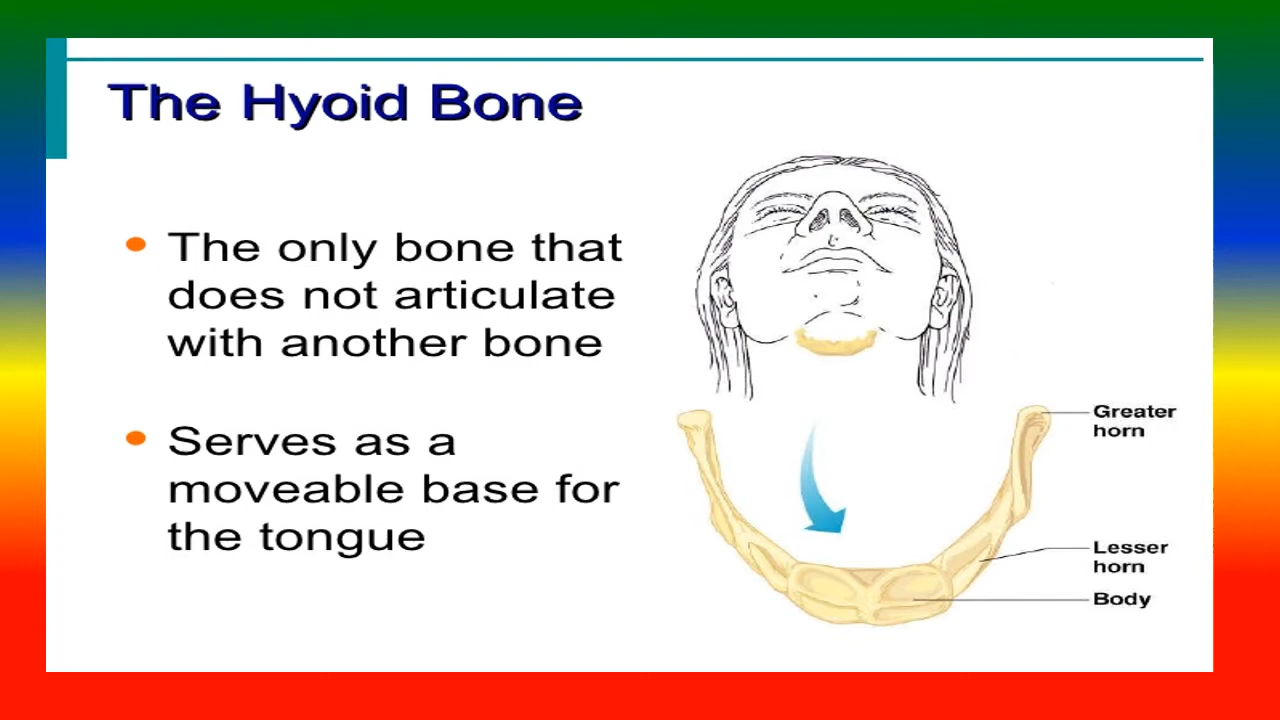 The Hyoid Bone
The only bone that
does not articulate
with another bone
Serves as a
moveable base for
the tongue
Greater
horn
Lesser
horn
Body